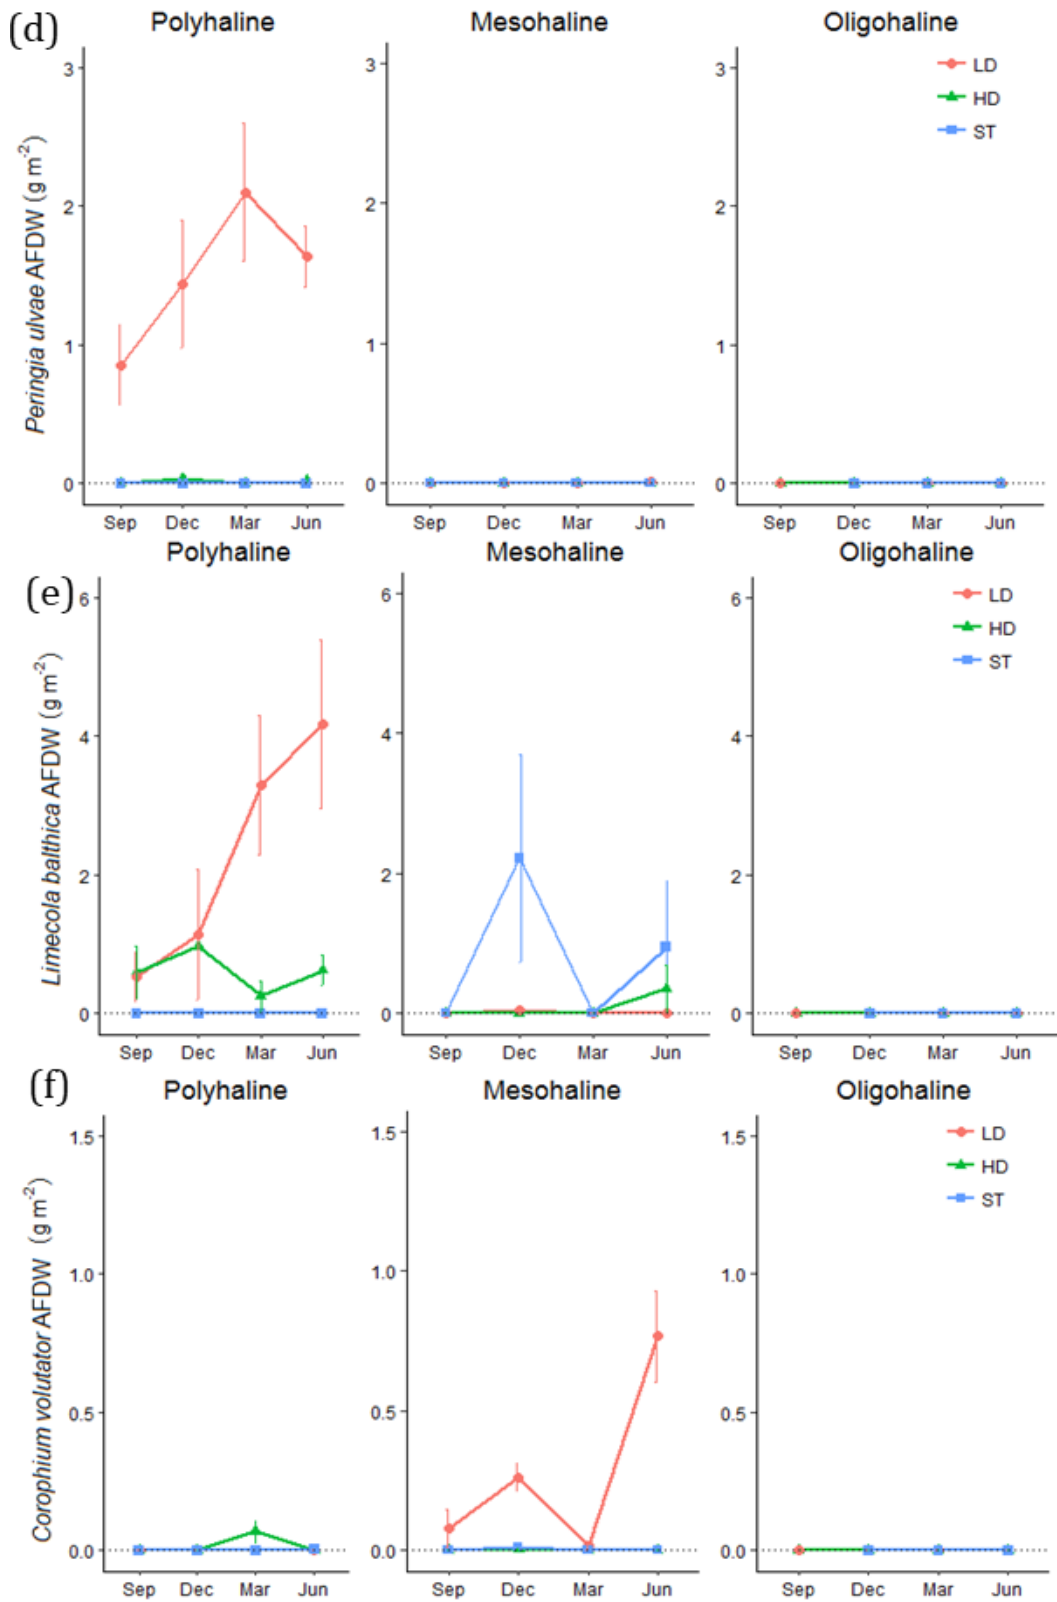 (d)
Polyhaline
Mesohaline
Oligohaline
Peringia ulvae AFDW (g m-2)
3
2
1
0
3
2
1
0
3
2
1
0
LD
HD
ST
Sep Dec Mar Jun
Sep Dec Mar Jun
Sep Dec Mar Jun
(e)
Polyhaline
Mesohaline
Oligohaline
Limecola balthica AFDW (g m-2)
6
4
2
0
6
4
2
0
6
4
2
0
LD
HD
ST
Sep Dec Mar Jun
Sep Dec Mar Jun
Sep Dec Mar Jun
(f)
Polyhaline
Mesohaline
Oligohaline
Corophium volutator AFDW (g m-2)
1.5
1.0
0.5
0.0
1.5
1.0
0.5
0.0
1.5
1.0
0.5
0.0
LD
HD
ST
Sep Dec Mar Jun
Sep Dec Mar Jun
Sep Dec Mar Jun